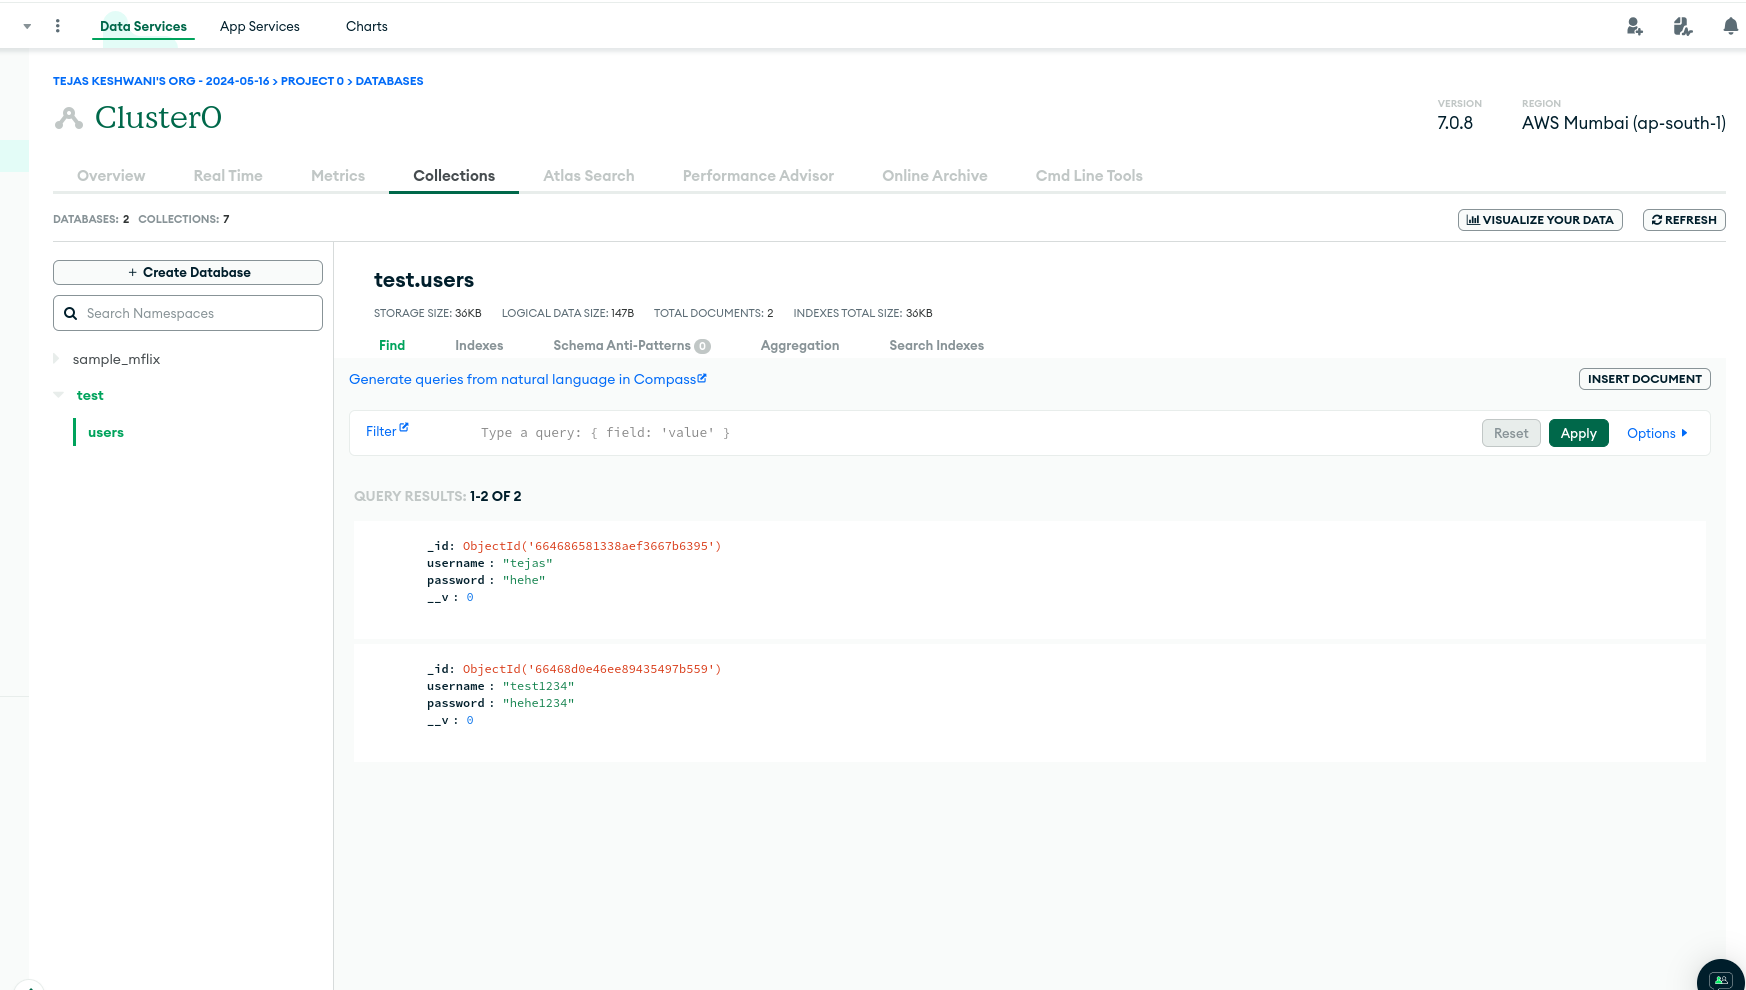 Data Services App Services Charts
TEJAS KESHWANI'S ORG - 2024-05-16 > PROJECT 0 > DATABASES
Cluster0
VERSION REGION
7.0.8 AWS Mumbai (ap-south-1)
Overview Real Time Metrics Collections Atlas Search Performance Advisor Online Archive Cmd Line Tools
DATABASES: 2 COLLECTIONS: 7
VISUALIZE YOUR DATA REFRESH
+ Create Database
Search Namespaces
sample_mflix
test
users
test.users
STORAGE SIZE: 36KB LOGICAL DATA SIZE: 147B TOTAL DOCUMENTS: 2 INDEXES TOTAL SIZE: 36KB
Find Indexes Schema Anti-Patterns 0 Aggregation Search Indexes
Generate queries from natural language in Compass
INSERT DOCUMENT
Filter Type a query: { field: 'value' } Reset Apply Options
QUERY RESULTS: 1-2 OF 2
_id: ObjectId('664686581338aef3667b6395')
username : "tejas"
password : "hehe"
__v : 0
_id: ObjectId('66468d0e46ee89435497b559')
username : "test1234"
password : "hehe1234"
__v : 0